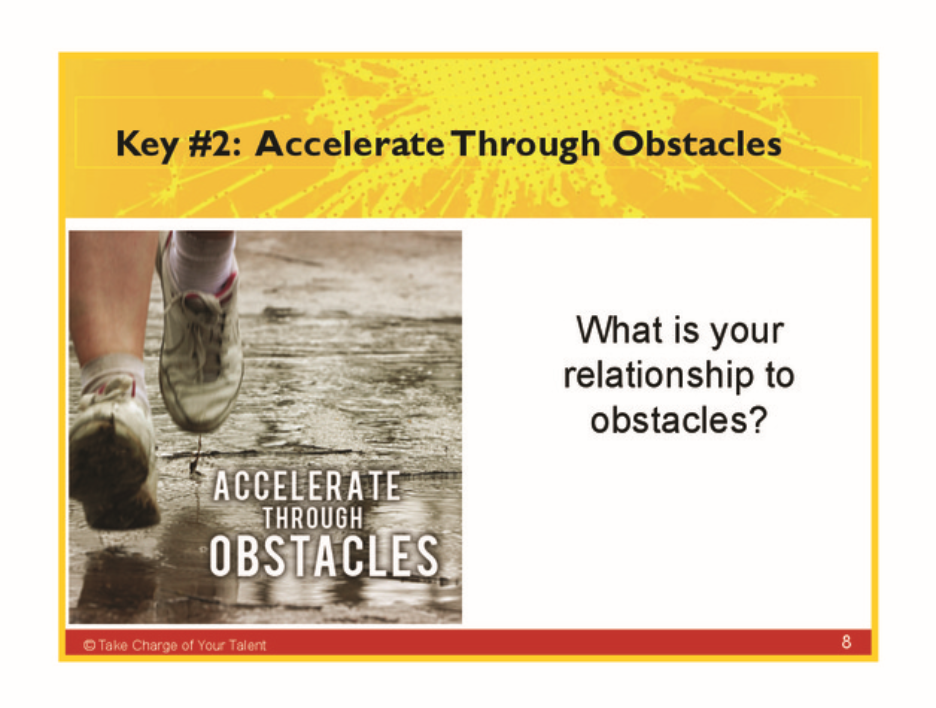 Key #2: Accelerate Through Obstacles
ACCELERATE
THROUGH
OBSTACLES
What is your
relationship to
obstacles?
© Take Charge of Your Talent
8